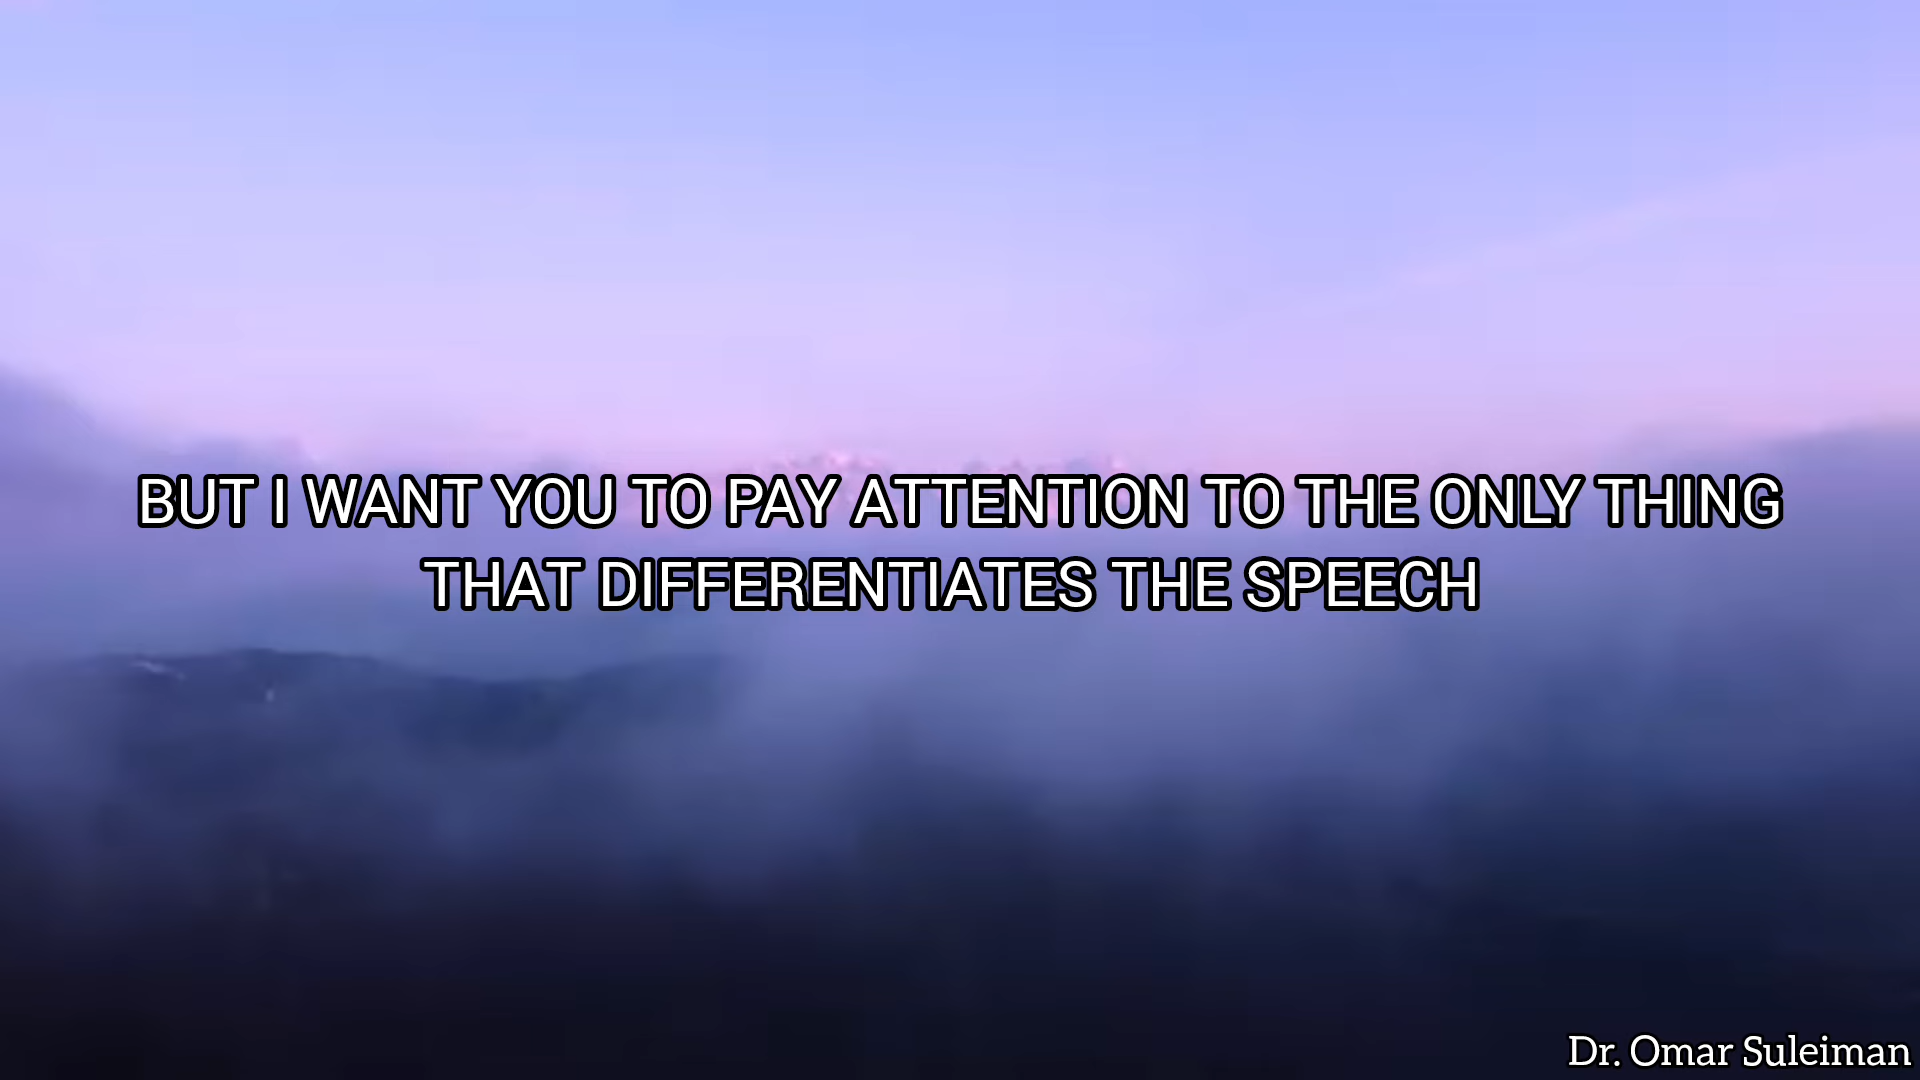 BUT I WANT YOU TO PAY ATTENTION TO THE ONLY THING
THAT DIFFERENTIATES THE SPEECH
Dr. Omar Suleiman